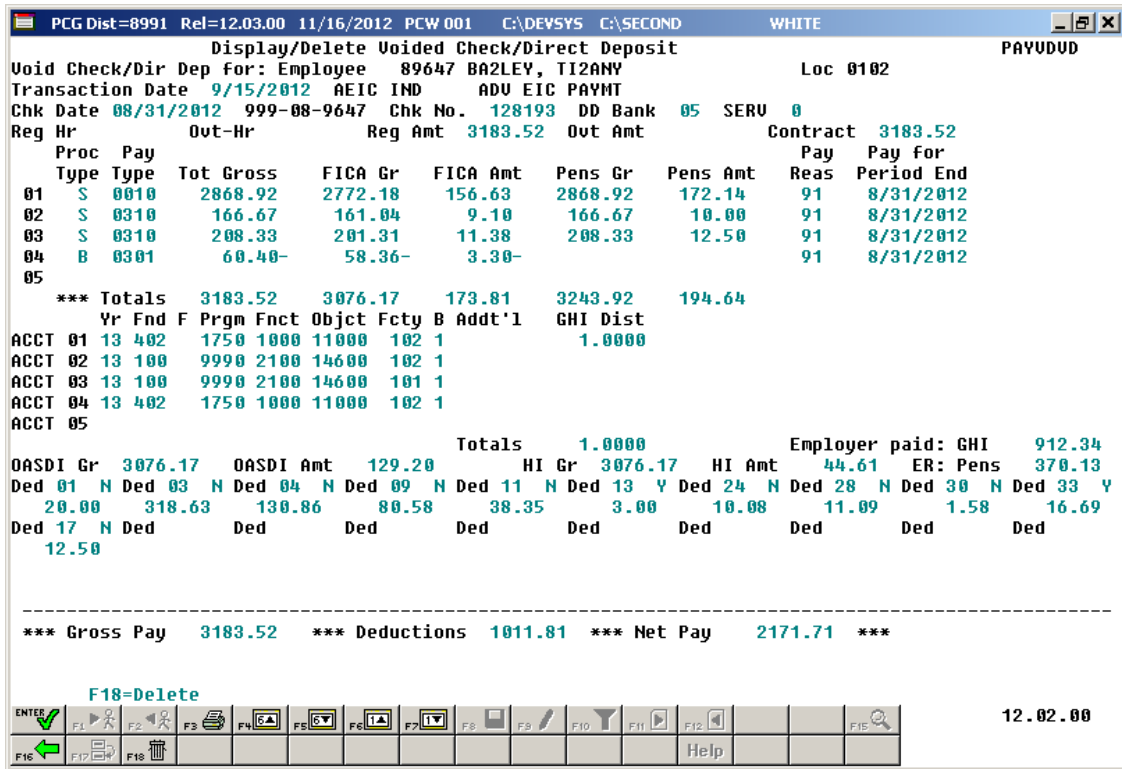 PCG Dist=8991 Rel=12.03.00 11/16/2012 PCW 001 C:\DEVSYS C:\SECOND WHITE
Display/Delete Voided Check/Direct Deposit PAYVDVD
Void Check/Dir Dep for: Employee 89647 BA2LEY, TI2ANY Loc 0102
Transaction Date 9/15/2012 AEIC IND ADV EIC PAYMT
Chk Date 08/31/2012 999-08-9647 Chk No. 128193 DD Bank 05 SERV 0
Reg Hr Ovt-Hr Reg Amt 3183.52 Ovt Amt Contract 3183.52
Proc Pay Pay Pay for
Type Type Tot Gross FICA Gr FICA Amt Pens Gr Pens Amt Reas Period End
01 S 0010 2868.92 2772.18 156.63 2868.92 172.14 91 8/31/2012
02 S 0310 166.67 161.04 9.10 166.67 10.00 91 8/31/2012
03 S 0310 208.33 201.31 11.38 208.33 12.50 91 8/31/2012
04 B 0301 60.40- 58.36- 3.30- 91 8/31/2012
05
*** Totals 3183.52 3076.17 173.81 3243.92 194.64
Yr Fnd F Prgm Fnct Objct Fcty B Addt'l GHI Dist
ACCT 01 13 402 1750 1000 11000 102 1 1.0000
ACCT 02 13 100 9990 2100 14600 102 1
ACCT 03 13 100 9990 2100 14600 101 1
ACCT 04 13 402 1750 1000 11000 102 1
ACCT 05
Totals 1.0000 Employer paid: GHI 912.34
OASDI Gr 3076.17 OASDI Amt 129.20 HI Gr 3076.17 HI Amt 44.61 ER: Pens 370.13
Ded 01 N Ded 03 N Ded 04 N Ded 09 N Ded 11 N Ded 13 Y Ded 24 N Ded 28 N Ded 30 N Ded 33 Y
20.00 318.63 130.86 80.58 38.35 3.00 10.08 11.09 1.58 16.69
Ded 17 N Ded Ded Ded Ded Ded Ded Ded Ded Ded
12.50
*** Gross Pay 3183.52 *** Deductions 1011.81 *** Net Pay 2171.71 ***
F18=Delete
ENTER F1 F2 F3 F4 6 F5 6 F6 1 F7 1 F8 F9 F10 F11 F12 F15 12.02.00
F16 F17 F18 Help